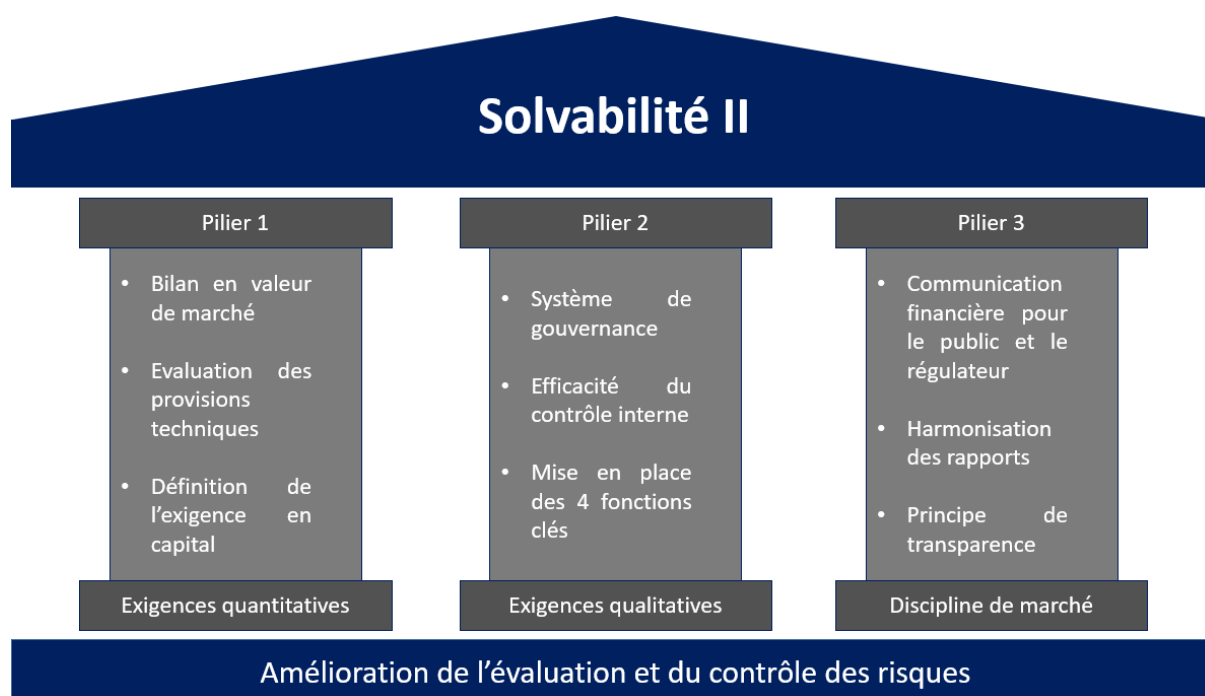 Solvabilité II
Pilier 1
• Bilan en valeur
de marché
• Evaluation des
provisions
techniques
• Définition de
l'exigence en
capital
Exigences quantitatives
Pilier 2
• Système de
gouvernance
• Efficacité du
contrôle interne
• Mise en place
des 4 fonctions
clés
Exigences qualitatives
Pilier 3
• Communication
financière pour
le public et le
régulateur
• Harmonisation
des rapports
• Principe de
transparence
Discipline de marché
Amélioration de l'évaluation et du contrôle des risques